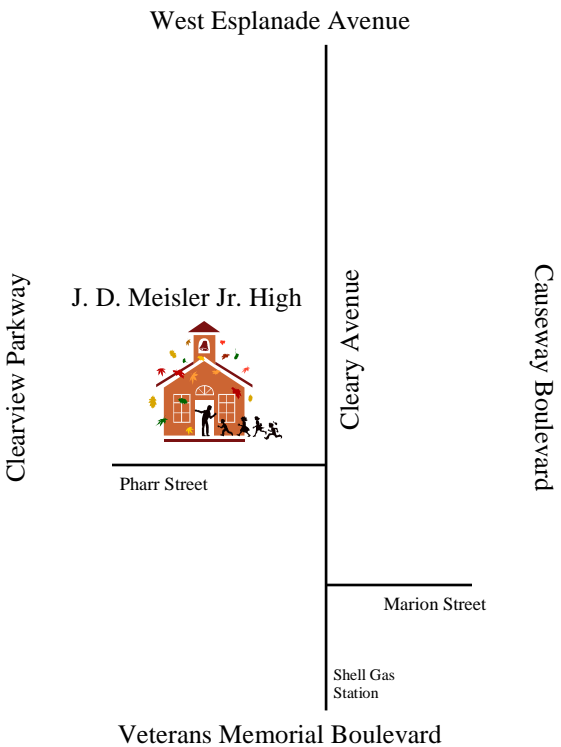 West Esplanade Avenue
Clearview Parkway
J. D. Meisler Jr. High
Cleary Avenue
Causeway Boulevard
Pharr Street
Marion Street
Shell Gas
Station
Veterans Memorial Boulevard